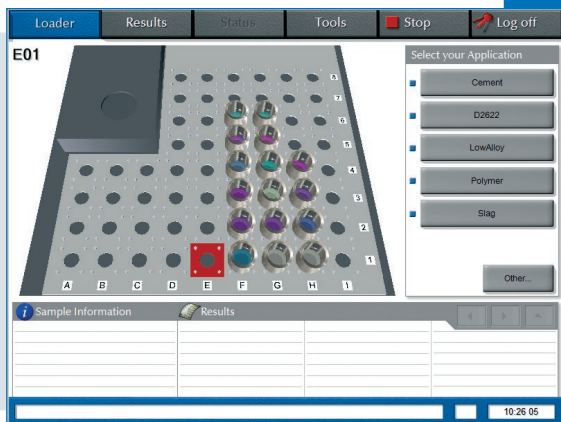 Loader Results Status Tools Stop Log off
E01
Select your Application
Cement
D2622
LowAlloy
Polymer
Slag
Other...
8
7
6
5
4
3
2
1
A B C D E F G H I
Sample Information Results
10:26 05